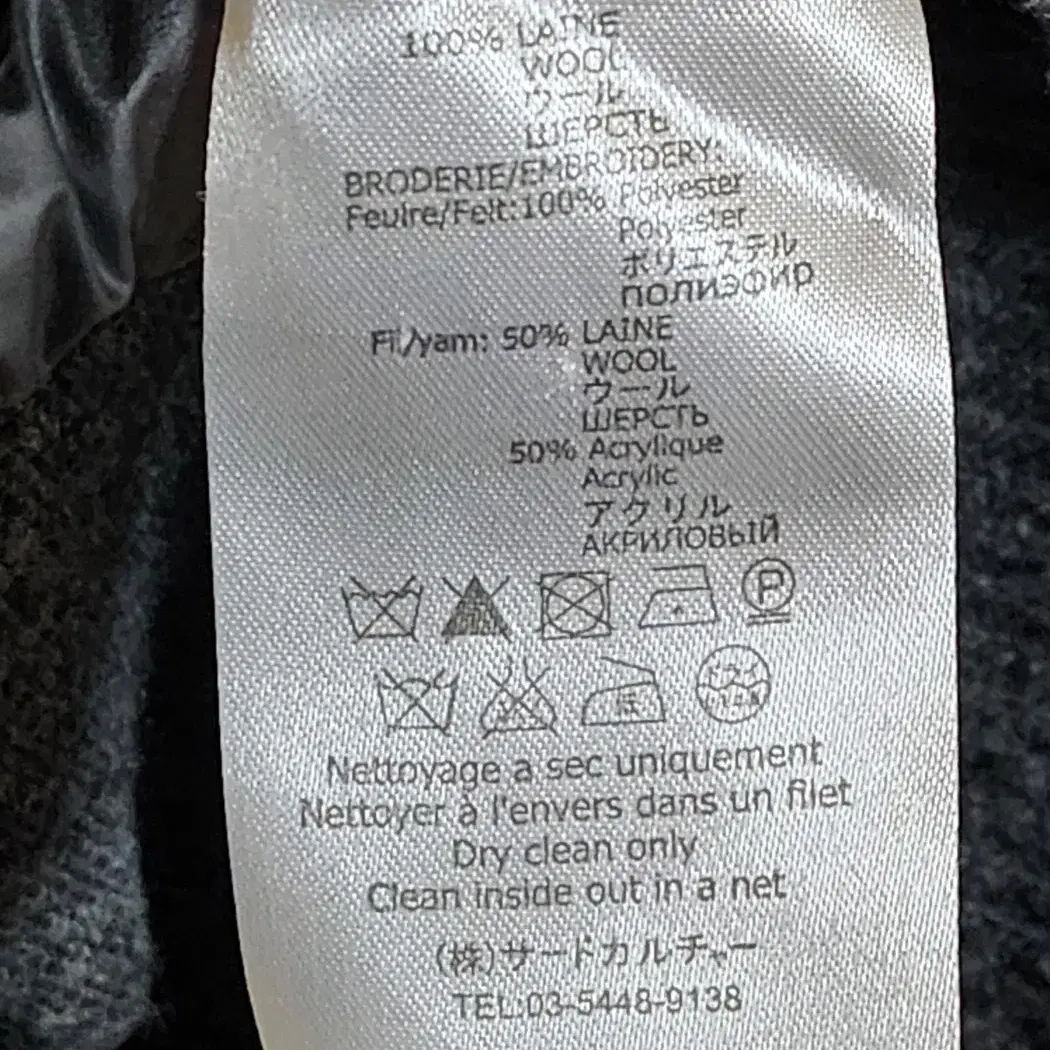 100% LAINE
WOOL
ウール
ШЕРСТЬ
BRODERIE/EMBROIDERY:
Feuire/Felt:100% Polyester
Polyester
ポリエステル
ПОЛИЭФИР
Fil/yam: 50% LAINE
WOOL
ウール
ШЕРСТЬ
50% Acrylique
Acrylic
アクリル
АКРИЛОВЫЙ
P
Nettoyage a sec uniquement
Nettoyer à l'envers dans un filet
Dry clean only
Clean inside out in a net
(株)サードカルチャー
TEL:03-5448-9138